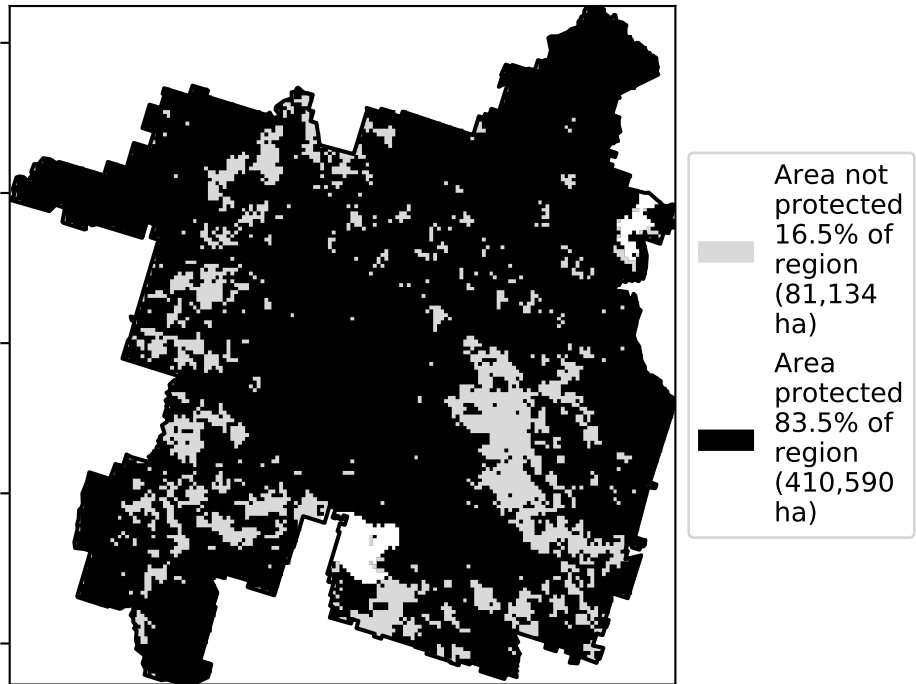 Area not
protected
16.5% of
region
(81,134
ha)
Area
protected
83.5% of
region
(410,590
ha)